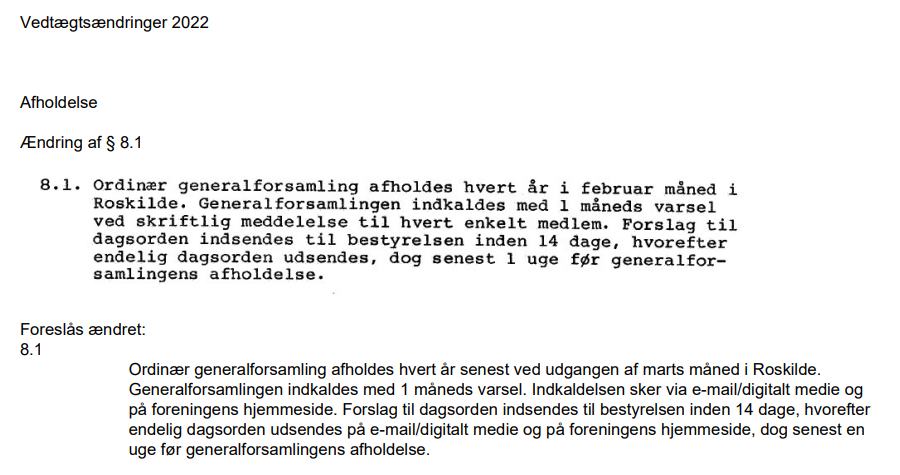 Vedtægtsændringer 2022
Afholdelse
Ændring af § 8.1
8.1. Ordinær generalforsamling afholdes hvert år i februar måned i
Roskilde. Generalforsamlingen indkaldes med 1 måneds varsel
ved skriftlig meddelelse til hvert enkelt medlem. Forslag til
dagsorden indsendes til bestyrelsen inden 14 dage, hvorefter
endelig dagsorden udsendes, dog senest 1 uge før generalfor-
samlingens afholdelse.
Foreslås ændret:
8.1
Ordinær generalforsamling afholdes hvert år senest ved udgangen af marts måned i Roskilde.
Generalforsamlingen indkaldes med 1 måneds varsel. Indkaldelsen sker via e-mail/digitalt medie og
på foreningens hjemmeside. Forslag til dagsorden indsendes til bestyrelsen inden 14 dage, hvorefter
endelig dagsorden udsendes på e-mail/digitalt medie og på foreningens hjemmeside, dog senest en
uge før generalforsamlingens afholdelse.